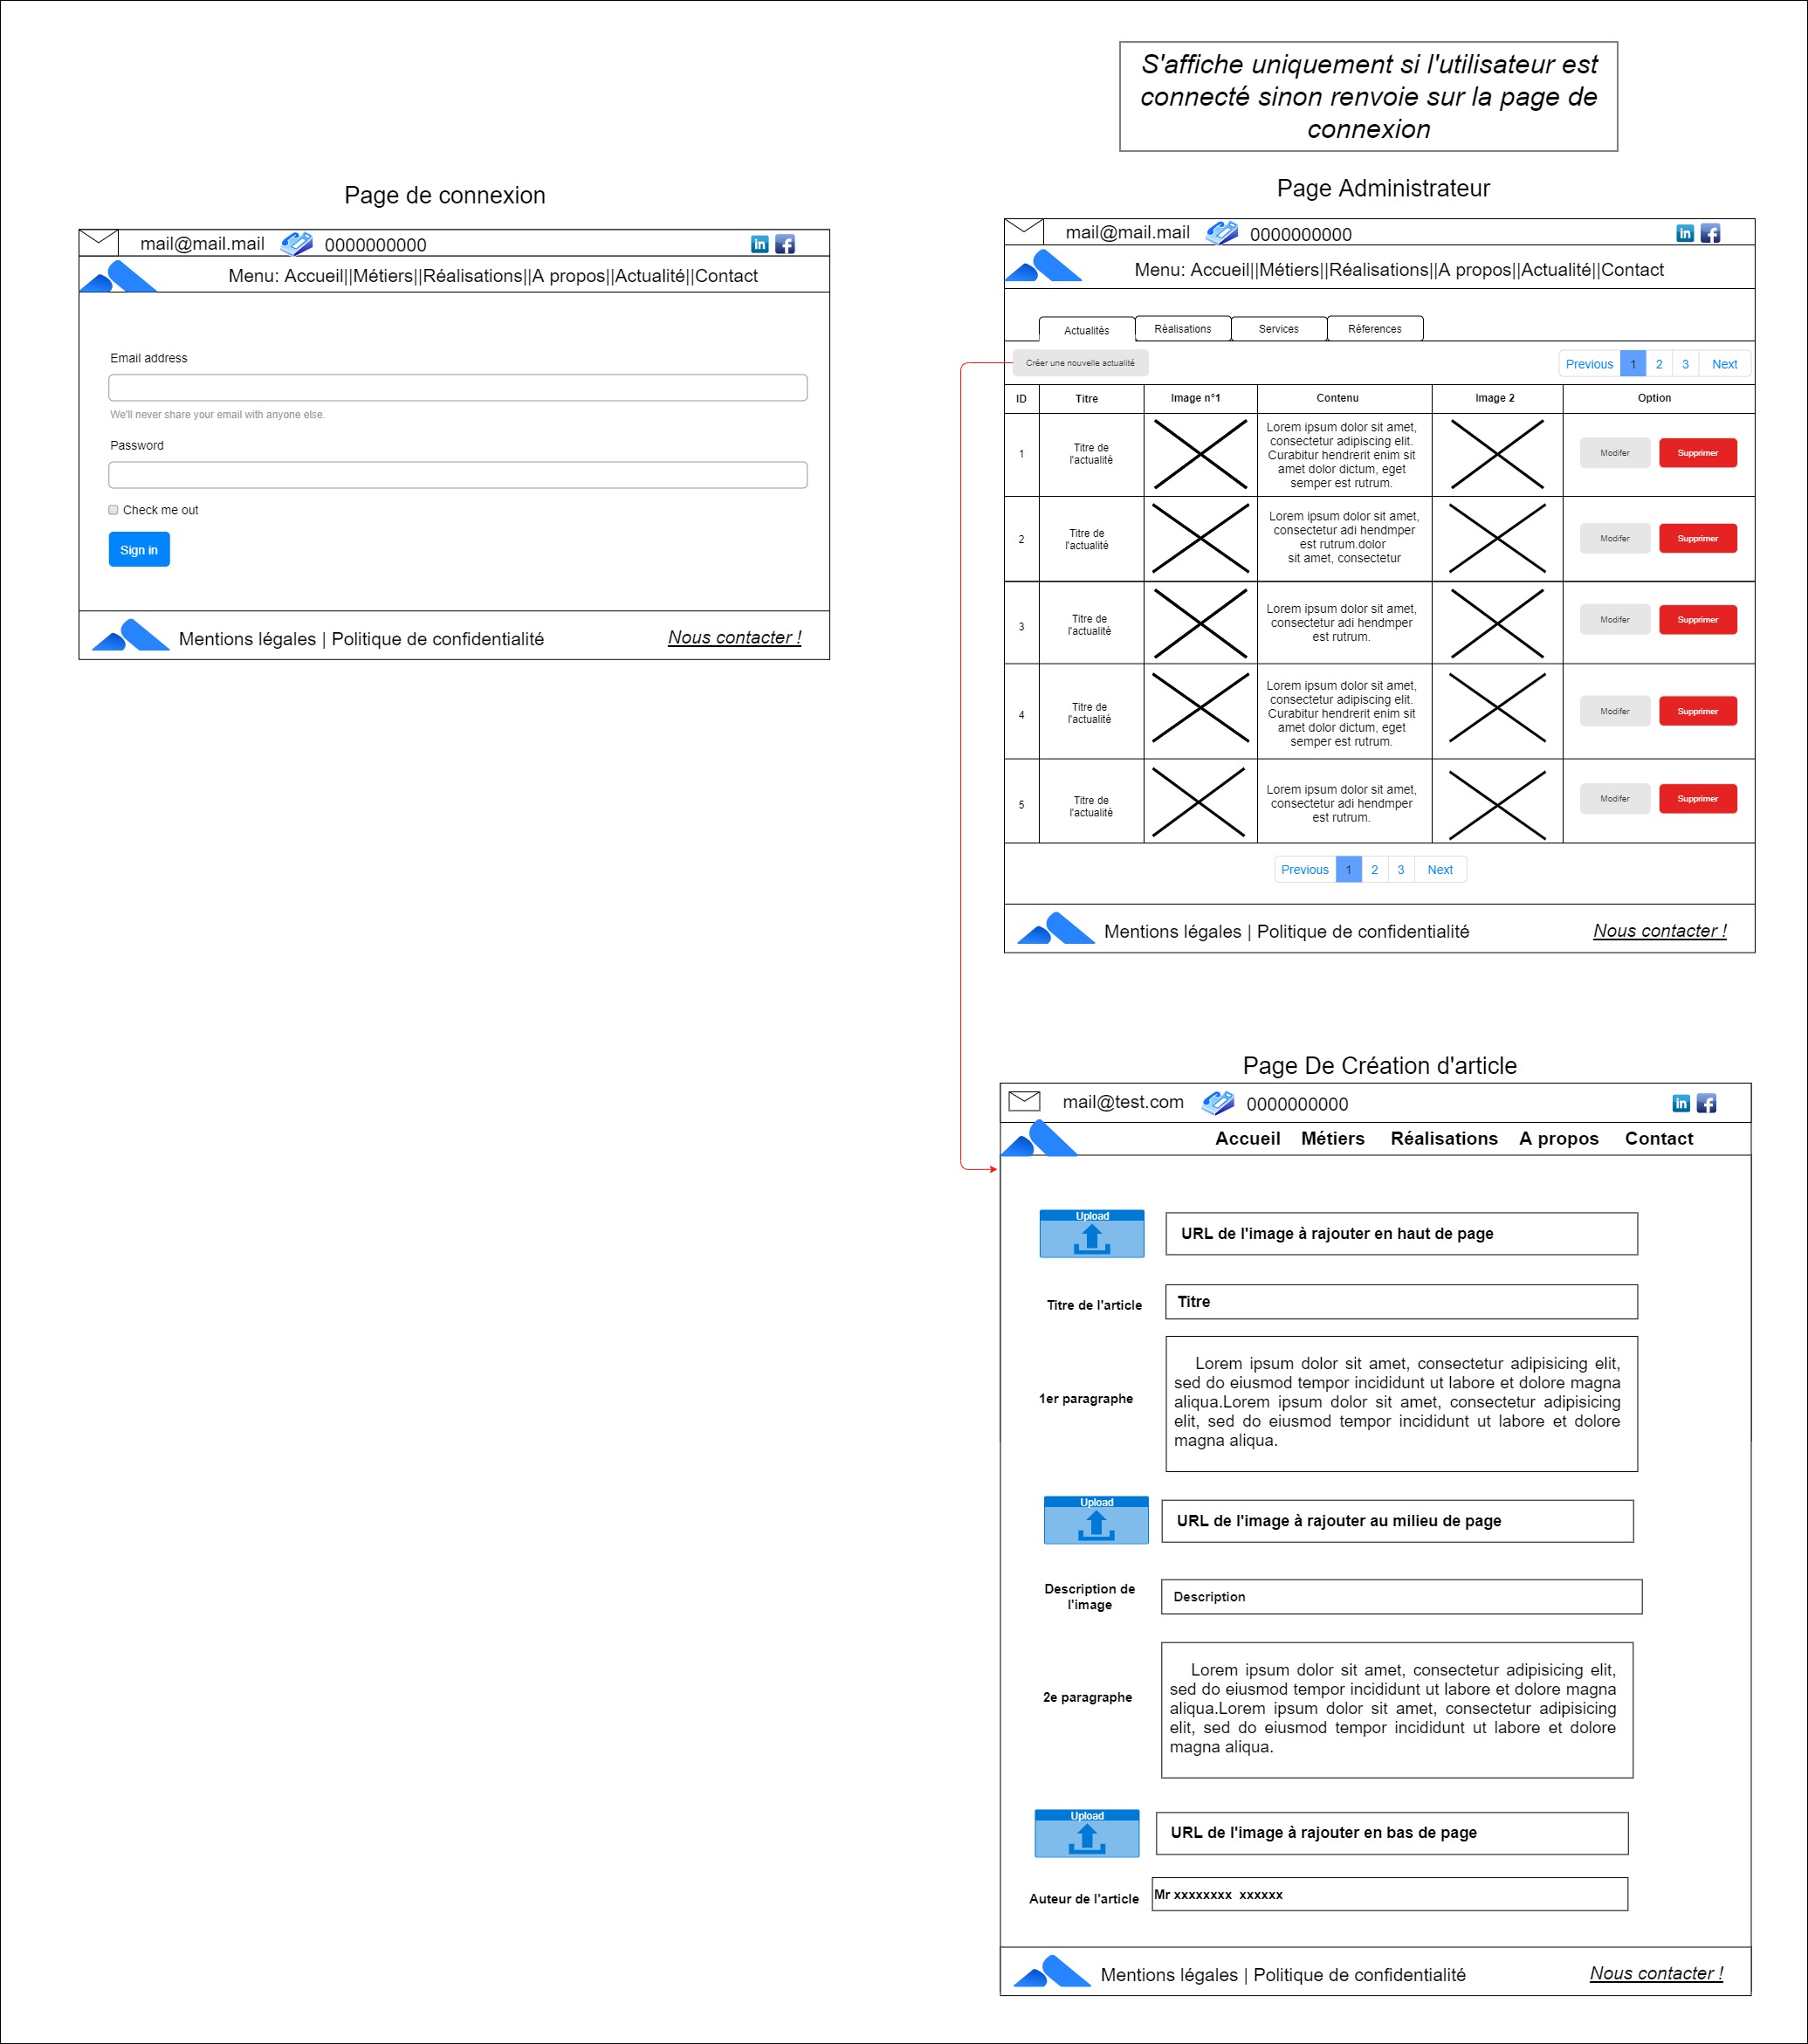 S'affiche uniquement si l'utilisateur est
connecté sinon renvoie sur la page de
connexion
Page de connexion
mail@mail.mail 0000000000 in f
Menu: Accueil||Métiers||Réalisations||A propos||Actualité||Contact
Email address
We'll never share your email with anyone else.
Password
Check me out
Sign in
Mentions légales | Politique de confidentialité Nous contacter !
Page Administrateur
mail@mail.mail 0000000000 in f
Menu: Accueil||Métiers||Réalisations||A propos||Actualité||Contact
Actualités Réalisations Services Réferences
Créer une nouvelle actualité Previous 1 2 3 Next
ID Titre Image n°1 Contenu Image 2 Option
1
Titre de
l'actualité
Lorem ipsum dolor sit amet,
consectetur adipiscing elit.
Curabitur hendrerit enim sit
amet dolor dictum, eget
semper est rutrum.
Modifer Supprimer
2
Titre de
l'actualité
Lorem ipsum dolor sit amet,
consectetur adi hendmper
est rutrum.dolor
sit amet, consectetur
Modifer Supprimer
3
Titre de
l'actualité
Lorem ipsum dolor sit amet,
consectetur adi hendmper
est rutrum.
Modifer Supprimer
4
Titre de
l'actualité
Lorem ipsum dolor sit amet,
consectetur adipiscing elit.
Curabitur hendrerit enim sit
amet dolor dictum, eget
semper est rutrum.
Modifer Supprimer
5
Titre de
l'actualité
Lorem ipsum dolor sit amet,
consectetur adi hendmper
est rutrum.
Modifer Supprimer
Previous 1 2 3 Next
Mentions légales | Politique de confidentialité Nous contacter !
Page De Création d'article
mail@test.com 0000000000 in f
Accueil Métiers Réalisations A propos Contact
Upload
URL de l'image à rajouter en haut de page
Titre de l'article Titre
1er paragraphe
Lorem ipsum dolor sit amet, consectetur adipisicing elit,
sed do eiusmod tempor incididunt ut labore et dolore magna
aliqua.Lorem ipsum dolor sit amet, consectetur adipisicing
elit, sed do eiusmod tempor incididunt ut labore et dolore
magna aliqua.
Upload
URL de l'image à rajouter au milieu de page
Description de
l'image
Description
2e paragraphe
Lorem ipsum dolor sit amet, consectetur adipisicing elit,
sed do eiusmod tempor incididunt ut labore et dolore magna
aliqua.Lorem ipsum dolor sit amet, consectetur adipisicing
elit, sed do eiusmod tempor incididunt ut labore et dolore
magna aliqua.
Upload
URL de l'image à rajouter en bas de page
Auteur de l'article Mr xxxxxxxx xxxxxx
Mentions légales | Politique de confidentialité Nous contacter !